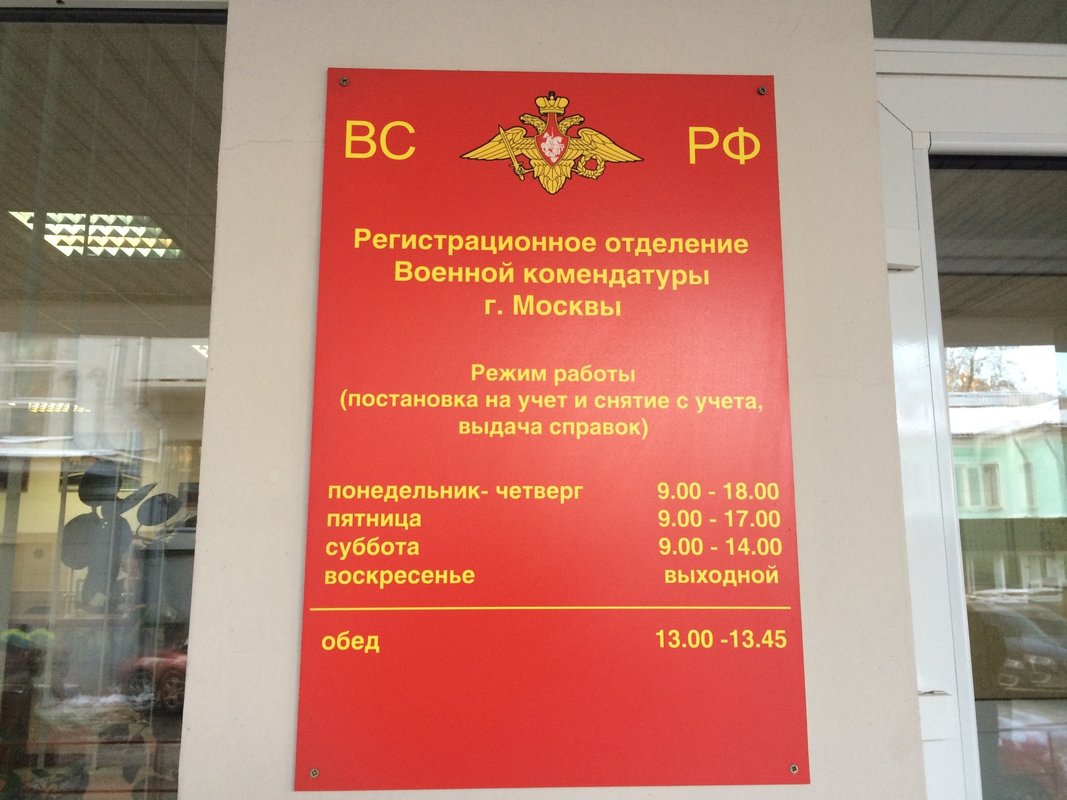 ВС РФ
Регистрационное отделение
Военной комендатуры
г. Москвы
Режим работы
(постановка на учет и снятие с учета,
выдача справок)
понедельник- четверг 9.00 - 18.00
пятница 9.00 - 17.00
суббота 9.00 - 14.00
воскресенье выходной
обед 13.00 -13.45